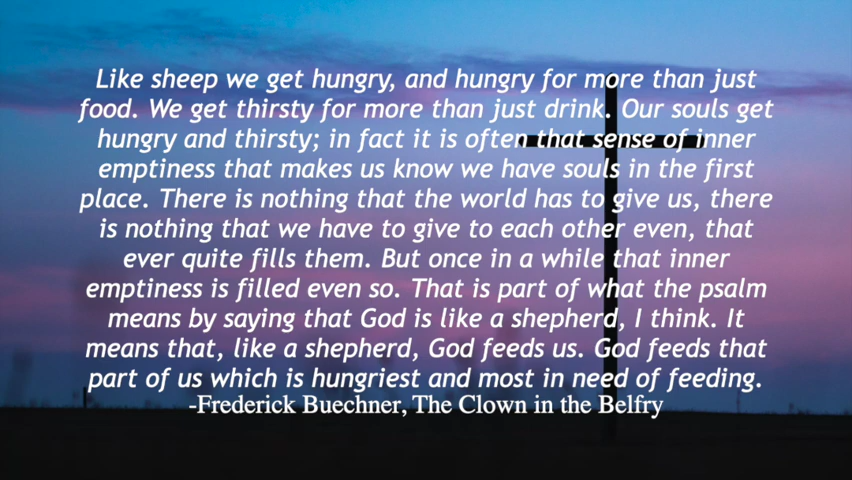 Like sheep we get hungry, and hungry for more than just
food. We get thirsty for more than just drink. Our souls get
hungry and thirsty; in fact it is often that sense of inner
emptiness that makes us know we have souls in the first
place. There is nothing that the world has to give us, there
is nothing that we have to give to each other even, that
ever quite fills them. But once in a while that inner
emptiness is filled even so. That is part of what the psalm
means by saying that God is like a shepherd, I think. It
means that, like a shepherd, God feeds us. God feeds that
part of us which is hungriest and most in need of feeding.
-Frederick Buechner, The Clown in the Belfry